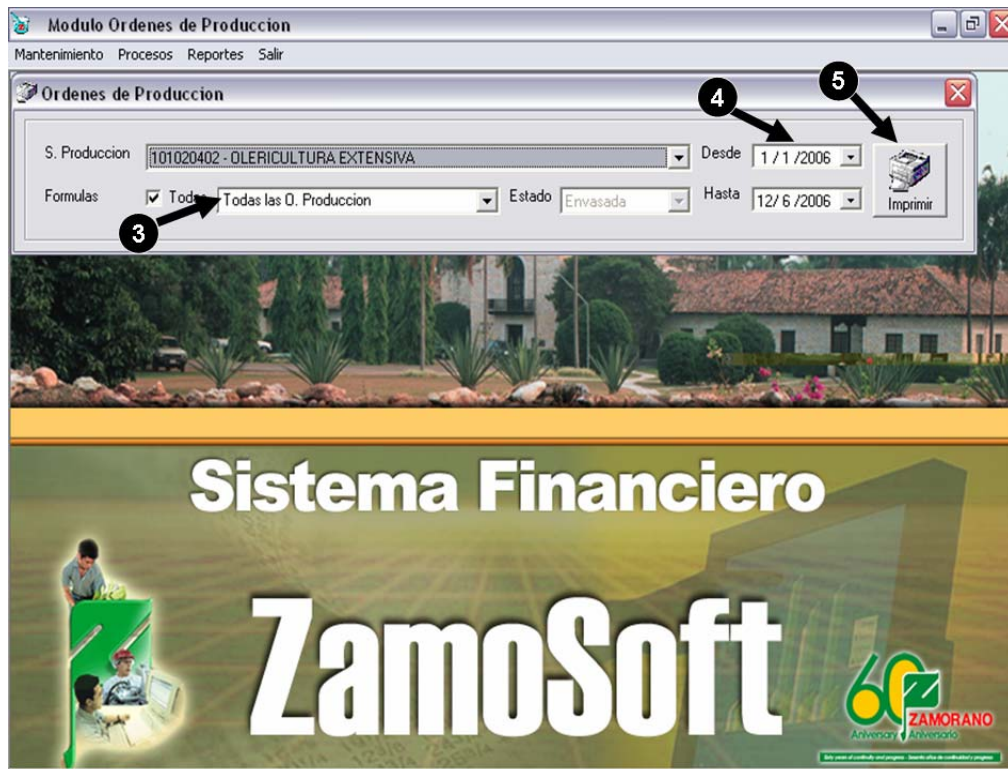 Modulo Ordenes de Produccion
Mantenimiento Procesos Reportes Salir
Ordenes de Produccion
4
5
S. Produccion 101020402 - OLERICULTURA EXTENSIVA Desde 1 / 1 /2006
Formulas Todas las O. Produccion Estado Envasada Hasta 12/ 6 /2006 Imprimir
3
Sistema Financiero
ZamoSoft
60
ZAMORANO
Anniversary Aniversario